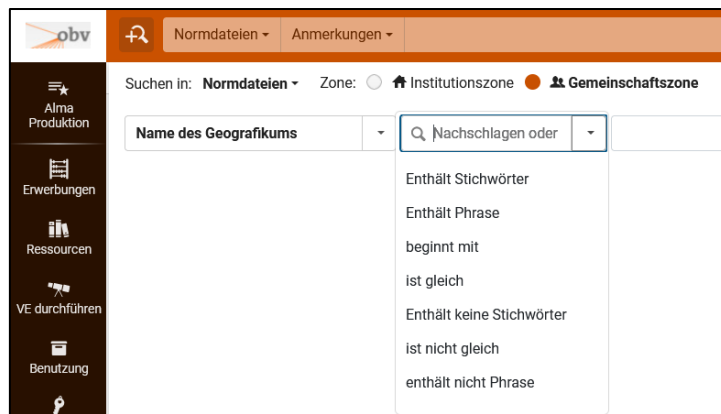 obv
Normdateien
Anmerkungen
Suchen in: Normdateien Zone: Institutionszone Gemeinschaftszone
Alma
Produktion
Name des Geografikums
Nachschlagen oder
Erwerbungen
Enthält Stichwörter
Enthält Phrase
Ressourcen
beginnt mit
ist gleich
VE durchführen
Enthält keine Stichwörter
ist nicht gleich
Benutzung
enthält nicht Phrase